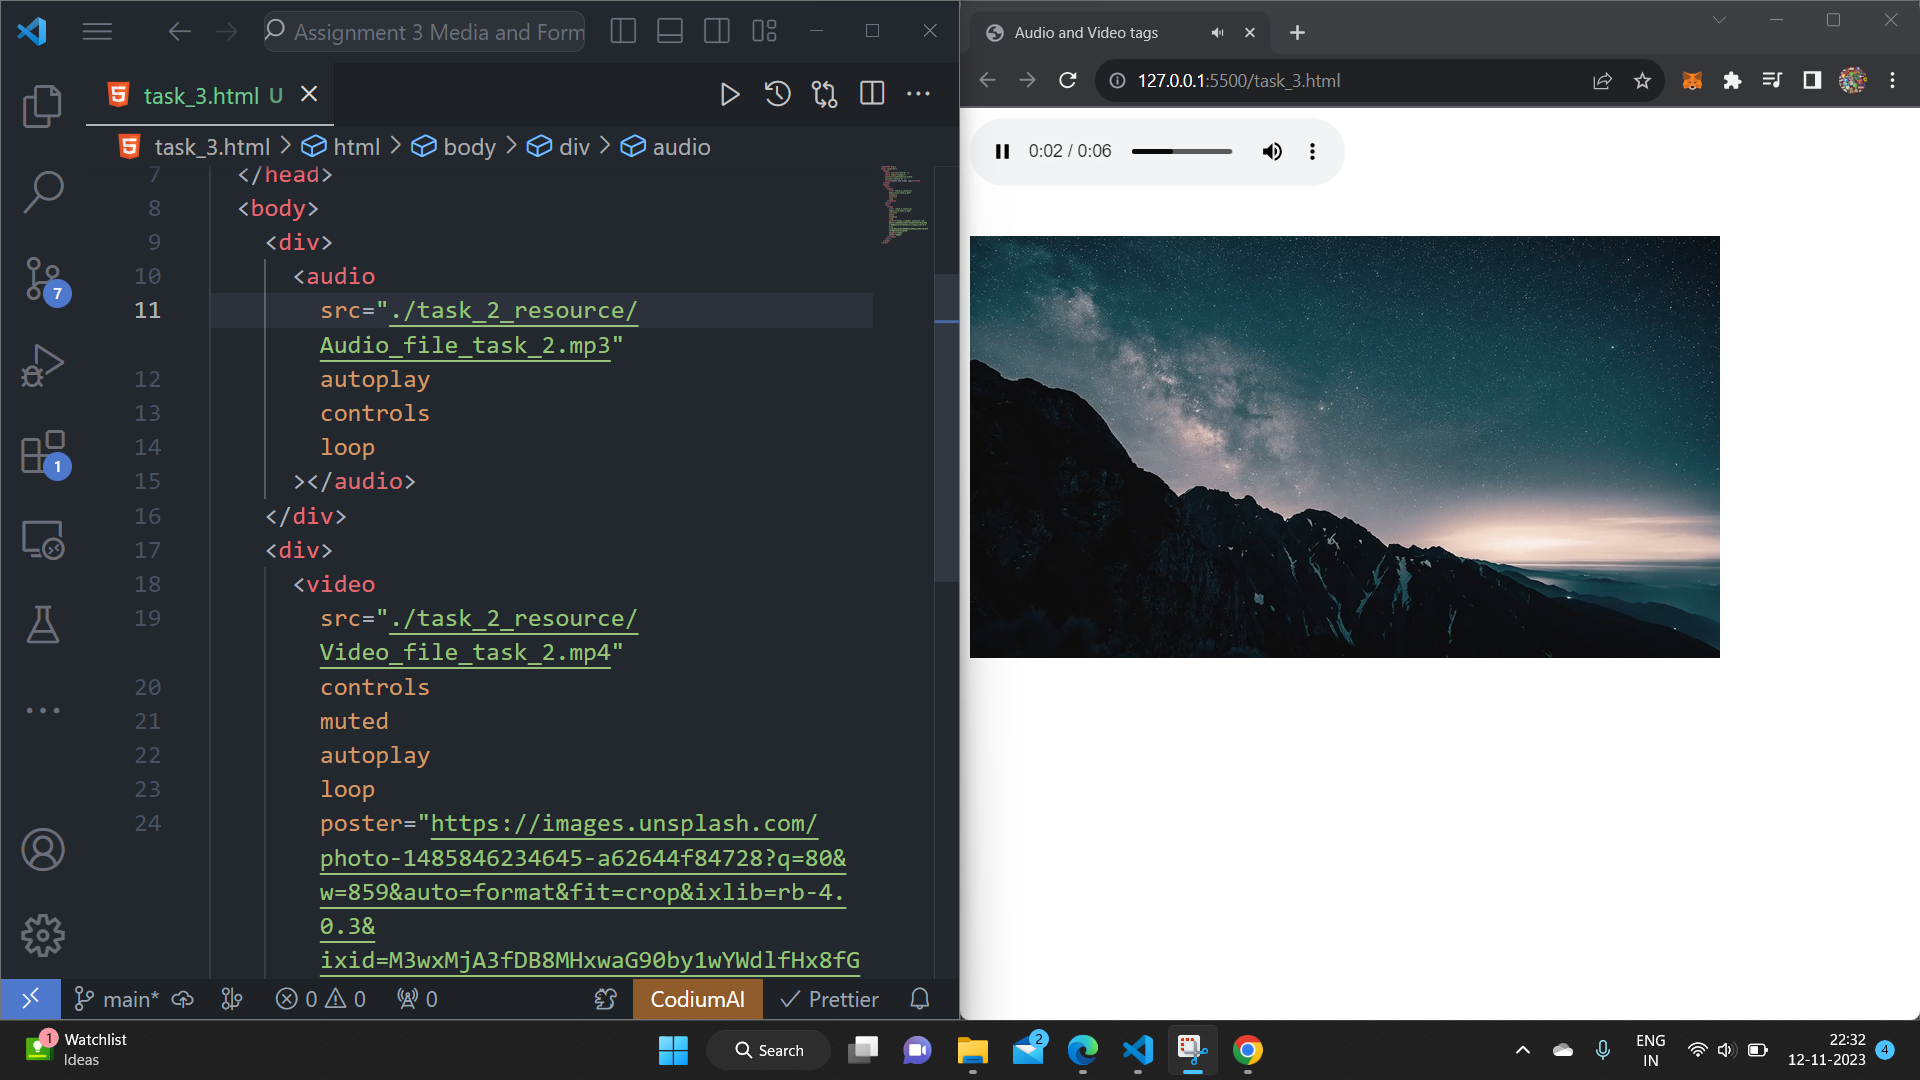 Assignment 3 Media and Form
task_3.html U
task_3.html > html > body > div > audio
7 </head>
8 <body>
9 <div>
10 <audio
11 src="./task_2_resource/
Audio_file_task_2.mp3"
12 autoplay
13 controls
14 loop
15 ></audio>
16 </div>
17 <div>
18 <video
19 src="./task_2_resource/
Video_file_task_2.mp4"
20 controls
21 muted
22 autoplay
23 loop
24 poster="https://images.unsplash.com/
photo-1485846234645-a62644f84728?q=80&
w=859&auto=format&fit=crop&ixlib=rb-4.
0.3&
ixid=M3wxMjA3fDB8MHxwaG90by1wYWdlfHx8fG
7
1
main* 0 0 0 CodiumAI Prettier
Audio and Video tags
127.0.0.1:5500/task_3.html
0:02 / 0:06
1
Watchlist
Ideas
Search
2
ENG
IN
22:32
12-11-2023
4